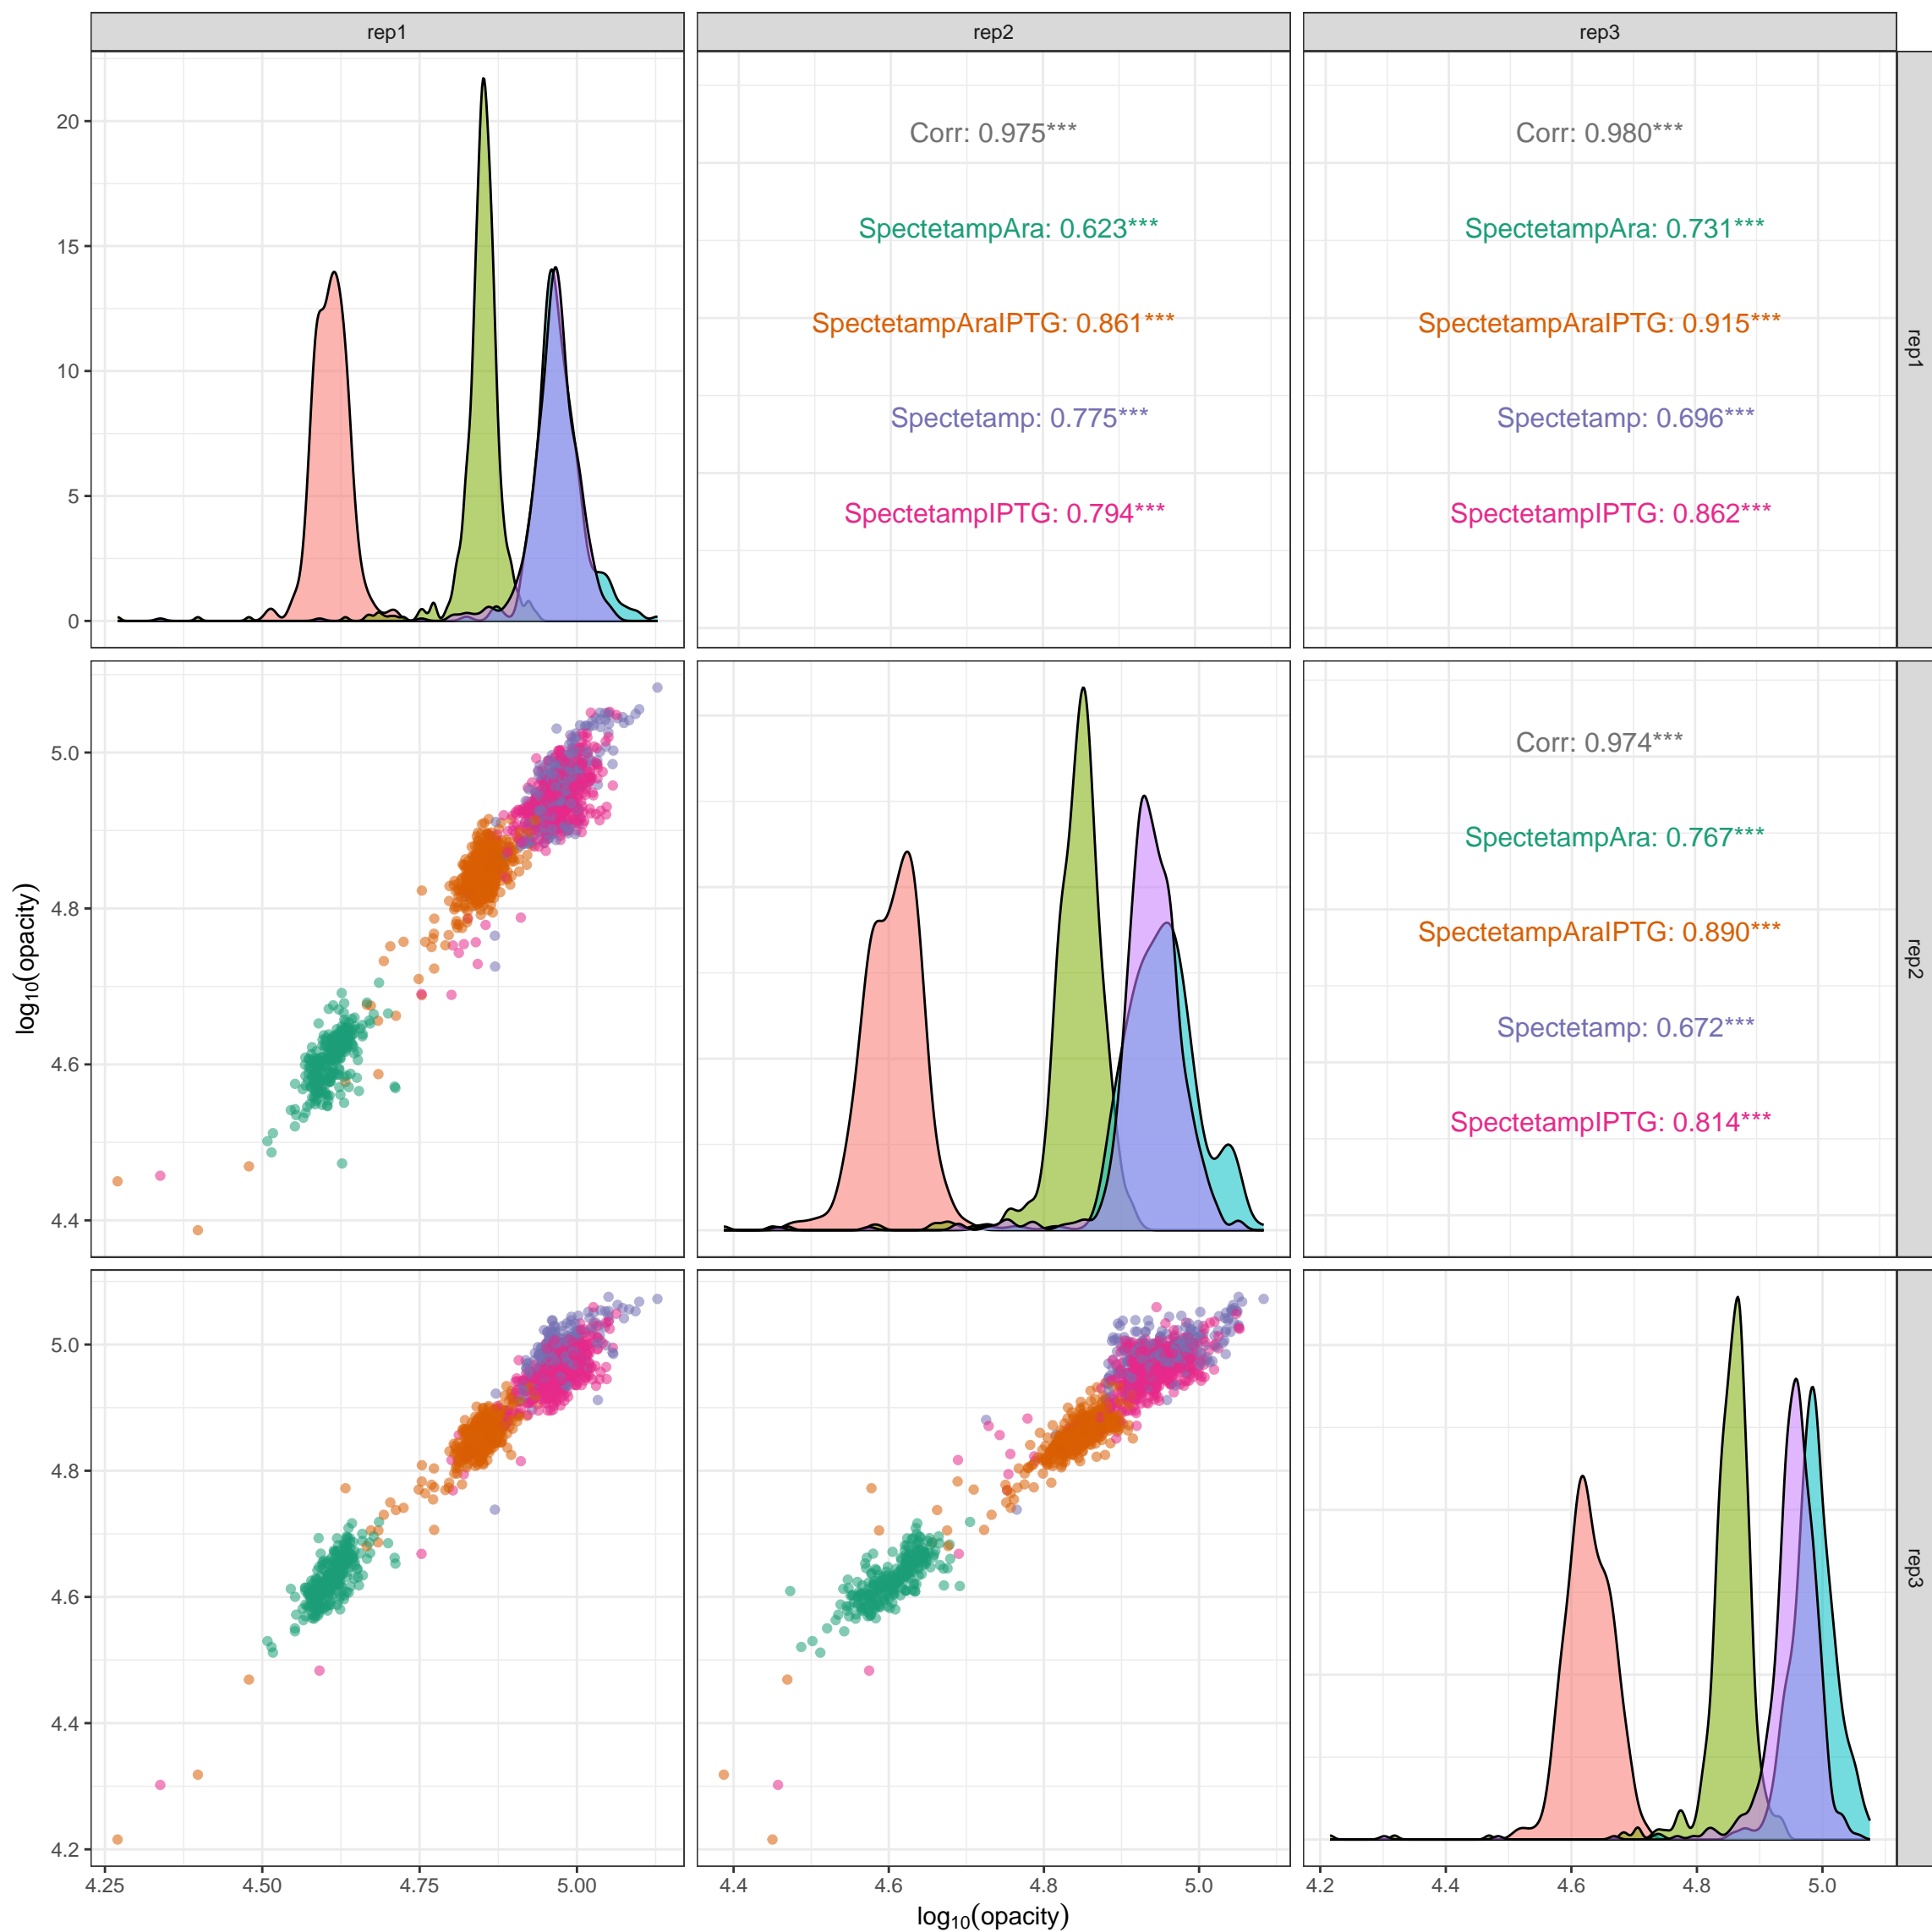 rep1
rep2
rep3
20
15
10
5
0
Corr: 0.975***
SpectetampAra: 0.623***
SpectetampAraIPTG: 0.861***
Spectetamp: 0.775***
SpectetampIPTG: 0.794***
Corr: 0.980***
SpectetampAra: 0.731***
SpectetampAraIPTG: 0.915***
Spectetamp: 0.696***
SpectetampIPTG: 0.862***
rep1
log₁₀(opacity)
5.0
4.8
4.6
4.4
Corr: 0.974***
SpectetampAra: 0.767***
SpectetampAraIPTG: 0.890***
Spectetamp: 0.672***
SpectetampIPTG: 0.814***
rep2
5.0
4.8
4.6
4.4
4.2
rep3
4.25
4.50
4.75
5.00
4.4
4.6
4.8
5.0
4.2
4.4
4.6
4.8
5.0
log₁₀(opacity)